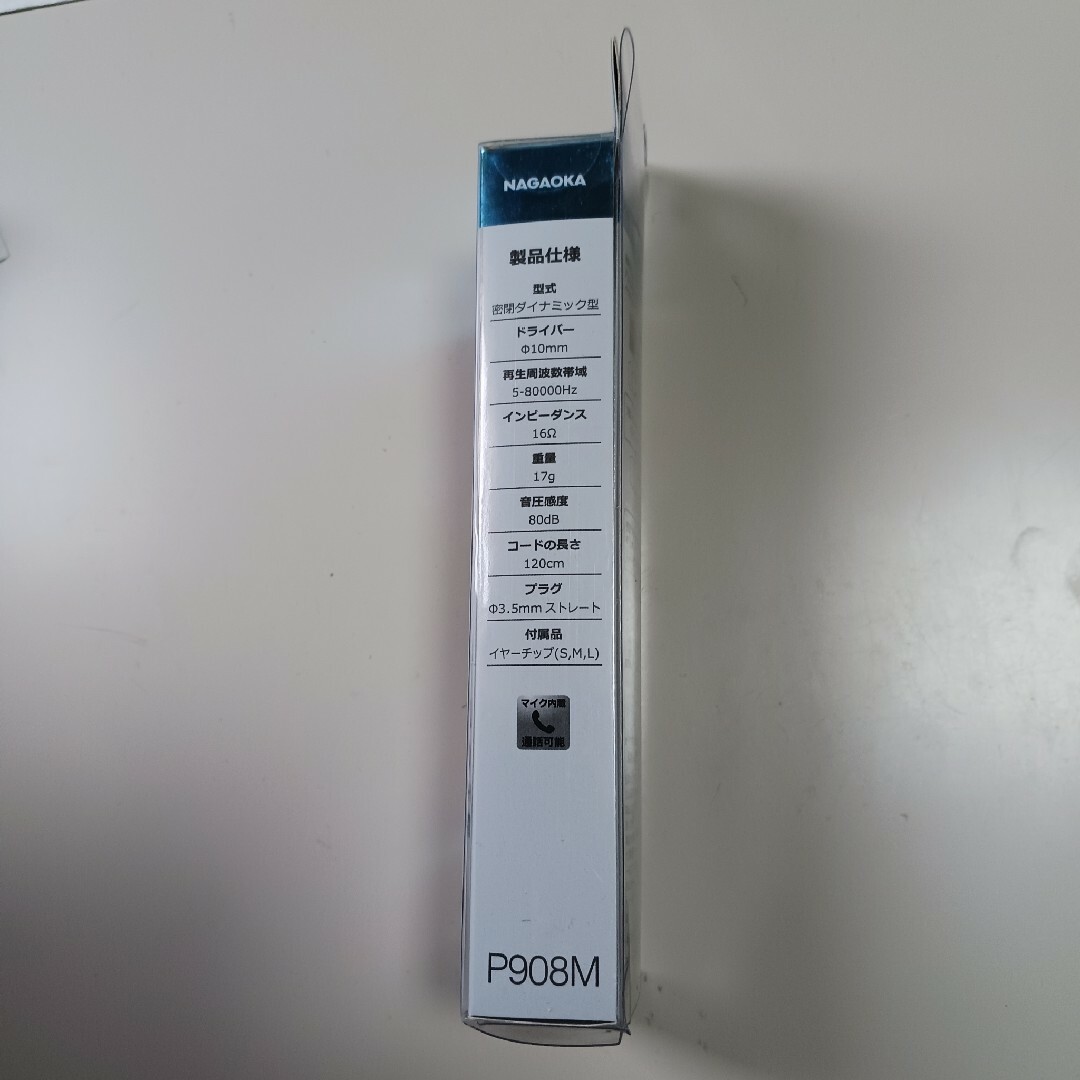 NAGAOKA
製品仕様
型式
密閉ダイナミック型
ドライバー
Φ10mm
再生周波数帯域
5-80000Hz
インピーダンス
16Ω
重量
17g
音圧感度
80dB
コードの長さ
120cm
プラグ
Φ3.5mm ストレート
付属品
イヤーチップ(S,M,L)
マイク内蔵
通話可能
P908M